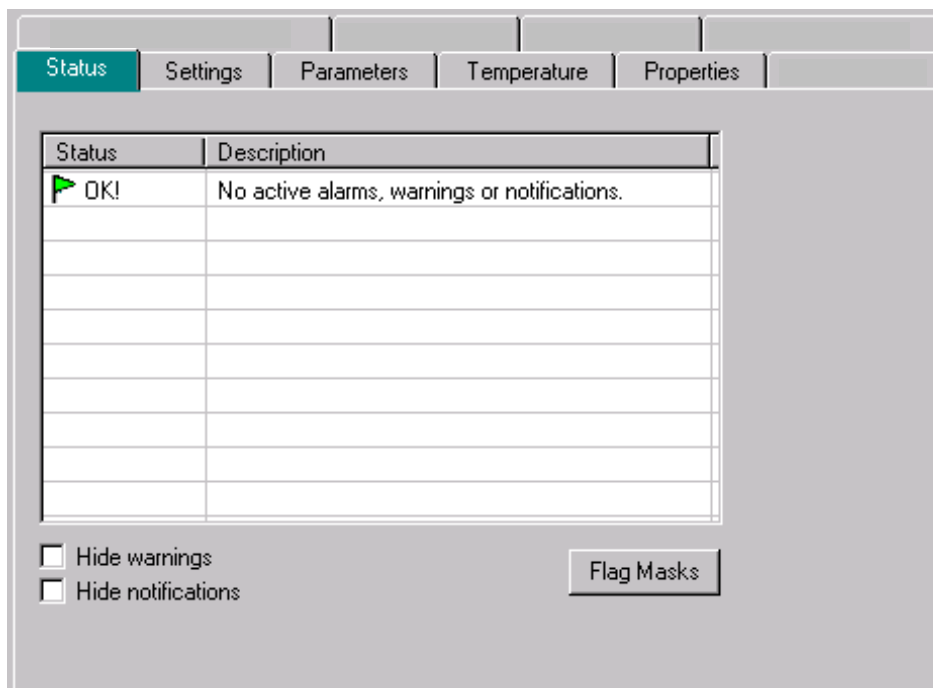 Status Settings Parameters Temperature Properties
Status Description
OK! No active alarms, warnings or notifications.
Hide warnings
Hide notifications
Flag Masks